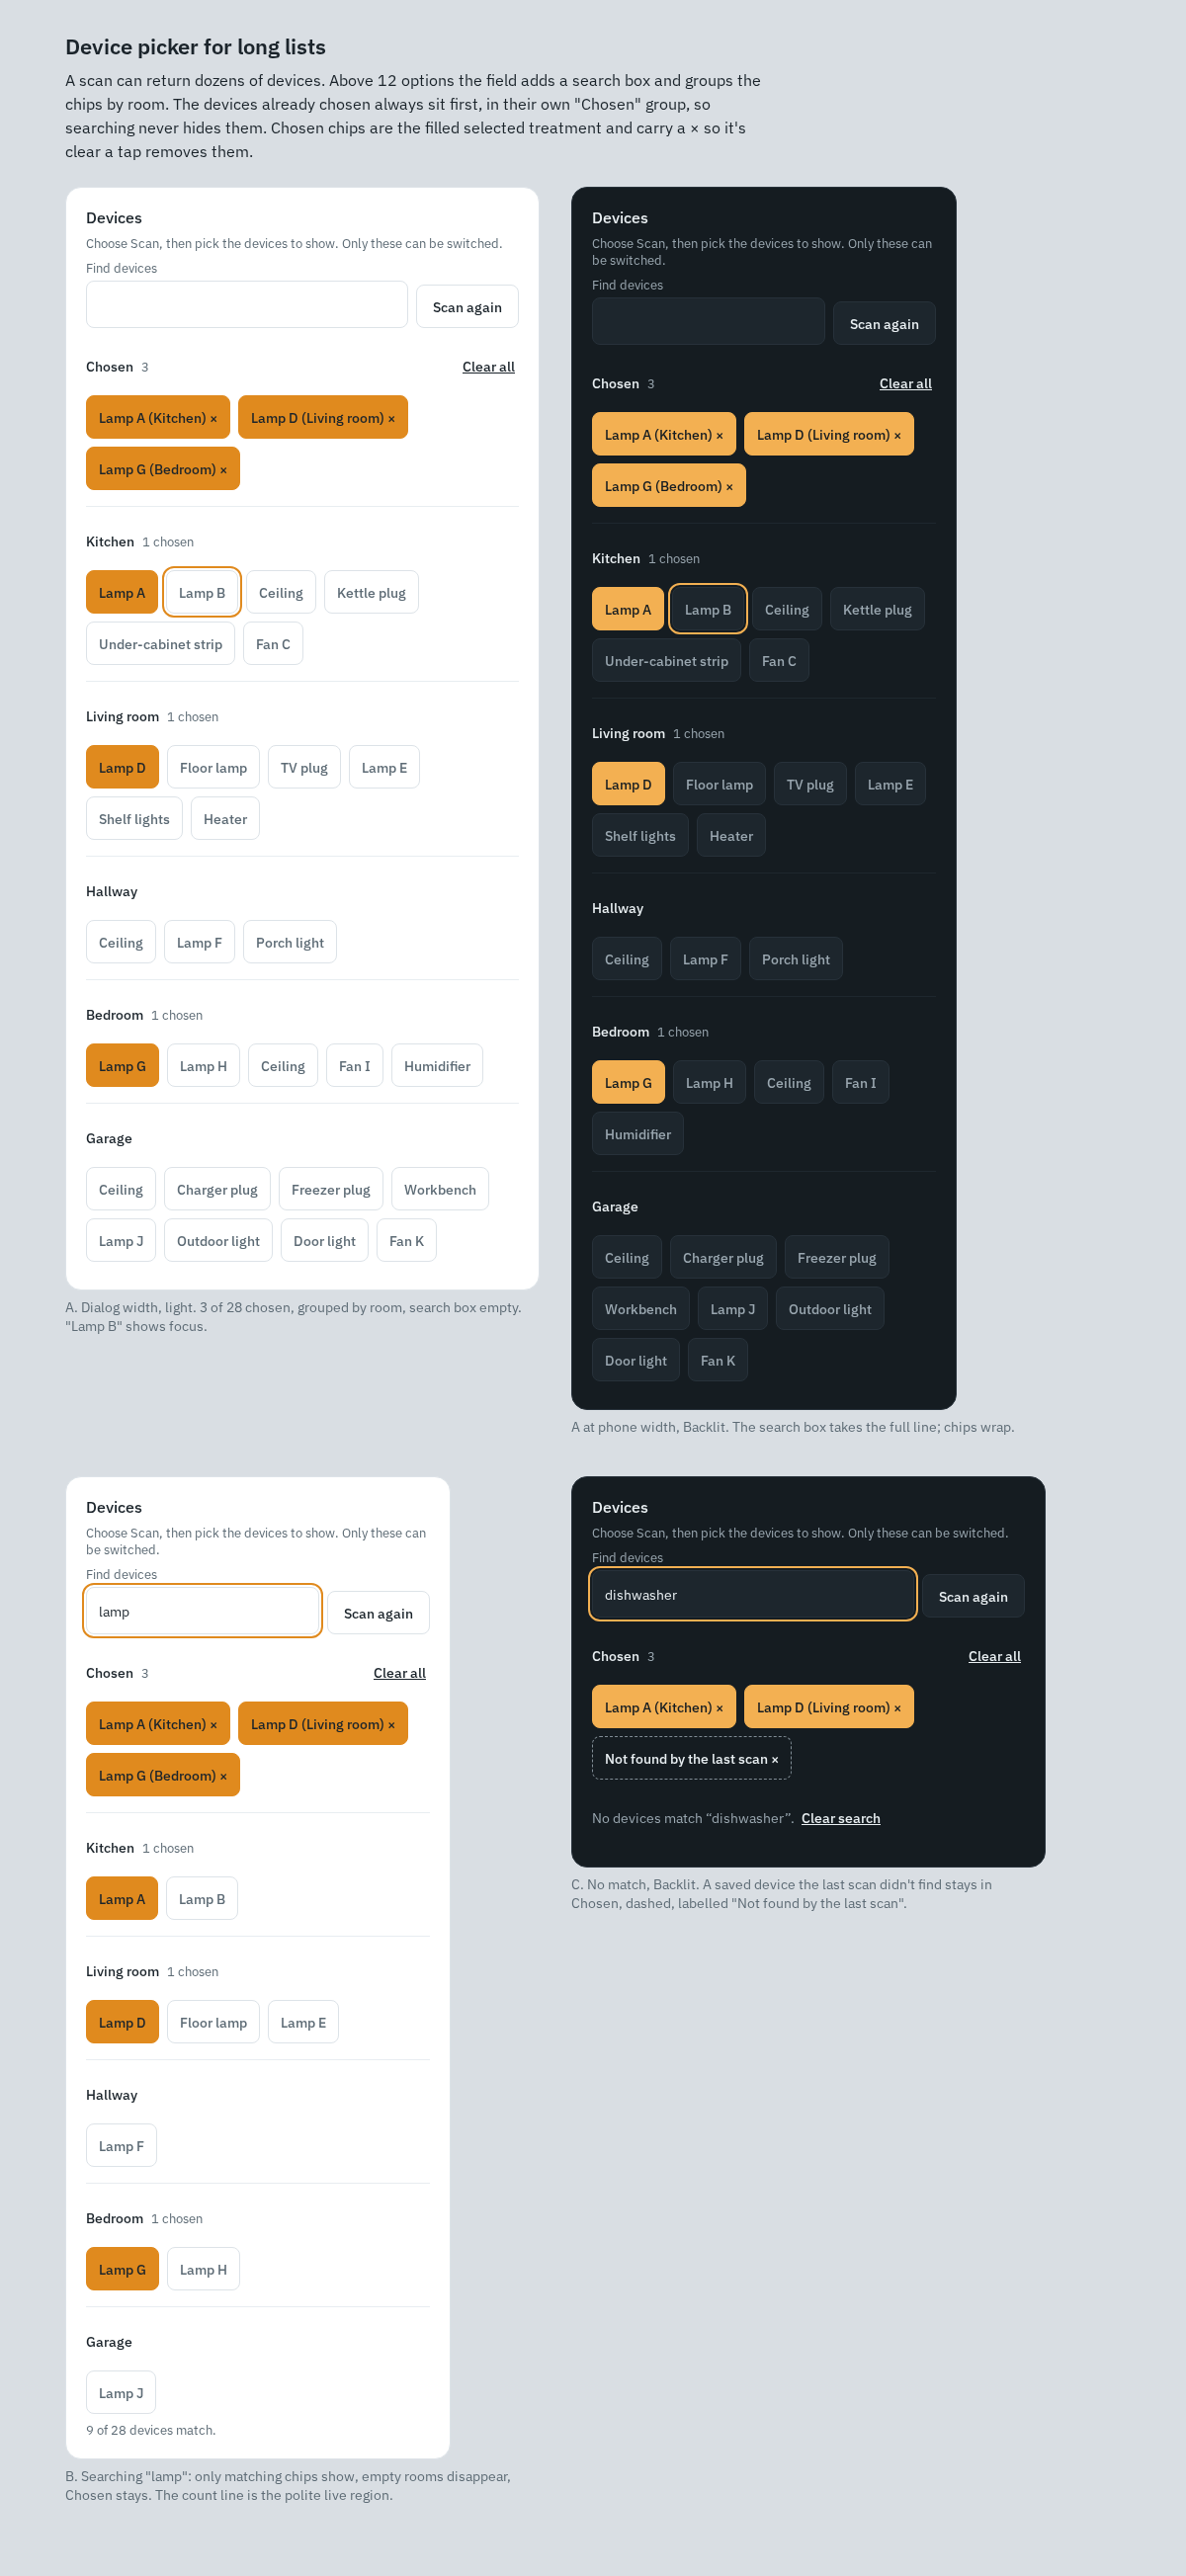 Device picker for long lists
A scan can return dozens of devices. Above 12 options the field adds a search box and groups the
chips by room. The devices already chosen always sit first, in their own "Chosen" group, so
searching never hides them. Chosen chips are the filled selected treatment and carry a × so it's
clear a tap removes them.
Devices
Choose Scan, then pick the devices to show. Only these can be switched.
Find devices
Scan again
Chosen 3 Clear all
Lamp A (Kitchen) × Lamp D (Living room) ×
Lamp G (Bedroom) ×
Kitchen 1 chosen
Lamp A Lamp B Ceiling Kettle plug
Under-cabinet strip Fan C
Living room 1 chosen
Lamp D Floor lamp TV plug Lamp E
Shelf lights Heater
Hallway
Ceiling Lamp F Porch light
Bedroom 1 chosen
Lamp G Lamp H Ceiling Fan I Humidifier
Garage
Ceiling Charger plug Freezer plug Workbench
Lamp J Outdoor light Door light Fan K
A. Dialog width, light. 3 of 28 chosen, grouped by room, search box empty.
"Lamp B" shows focus.
Devices
Choose Scan, then pick the devices to show. Only these can
be switched.
Find devices
Scan again
Chosen 3 Clear all
Lamp A (Kitchen) × Lamp D (Living room) ×
Lamp G (Bedroom) ×
Kitchen 1 chosen
Lamp A Lamp B Ceiling Kettle plug
Under-cabinet strip Fan C
Living room 1 chosen
Lamp D Floor lamp TV plug Lamp E
Shelf lights Heater
Hallway
Ceiling Lamp F Porch light
Bedroom 1 chosen
Lamp G Lamp H Ceiling Fan I
Humidifier
Garage
Ceiling Charger plug Freezer plug
Workbench Lamp J Outdoor light
Door light Fan K
A at phone width, Backlit. The search box takes the full line; chips wrap.
Devices
Choose Scan, then pick the devices to show. Only these can
be switched.
Find devices
lamp Scan again
Chosen 3 Clear all
Lamp A (Kitchen) × Lamp D (Living room) ×
Lamp G (Bedroom) ×
Kitchen 1 chosen
Lamp A Lamp B
Living room 1 chosen
Lamp D Floor lamp Lamp E
Hallway
Lamp F
Bedroom 1 chosen
Lamp G Lamp H
Garage
Lamp J
9 of 28 devices match.
B. Searching "lamp": only matching chips show, empty rooms disappear,
Chosen stays. The count line is the polite live region.
Devices
Choose Scan, then pick the devices to show. Only these can be switched.
Find devices
dishwasher Scan again
Chosen 3 Clear all
Lamp A (Kitchen) × Lamp D (Living room) ×
Not found by the last scan ×
No devices match “dishwasher”. Clear search
C. No match, Backlit. A saved device the last scan didn't find stays in
Chosen, dashed, labelled "Not found by the last scan".